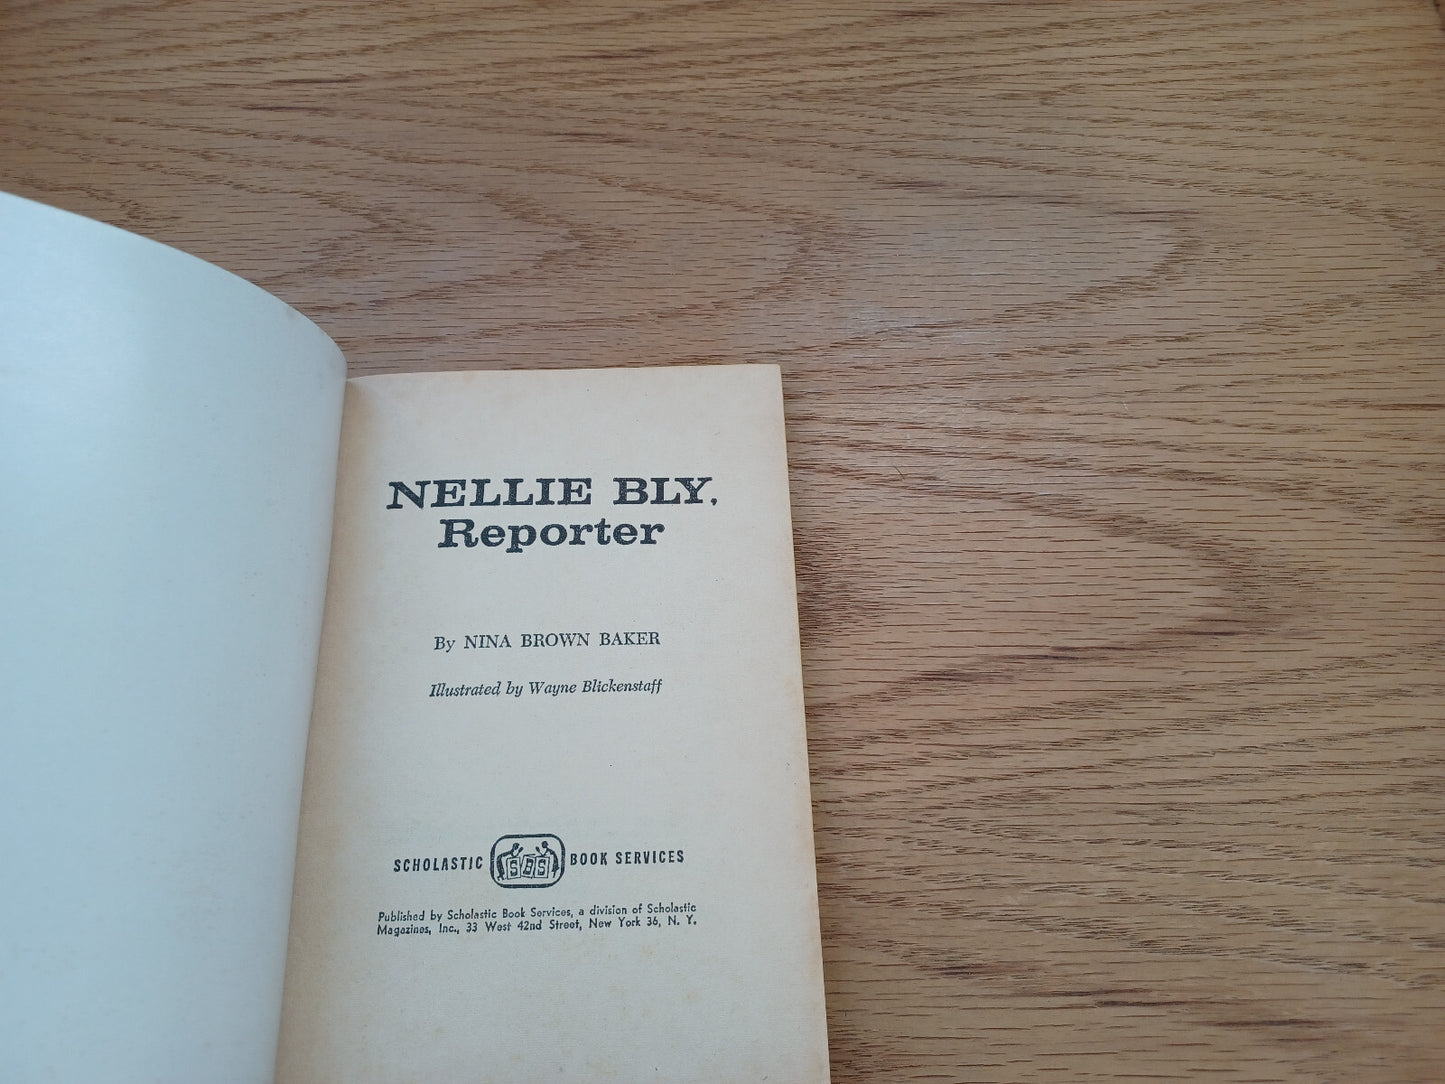 NELLIE BLY,
Reporter
By NINA BROWN BAKER
Illustrated by Wayne Blickenstaff
SCHOLASTIC SBS BOOK SERVICES
Published by Scholastic Book Services, a division of Scholastic
Magazines, Inc., 33 West 42nd Street, New York 36, N. Y.